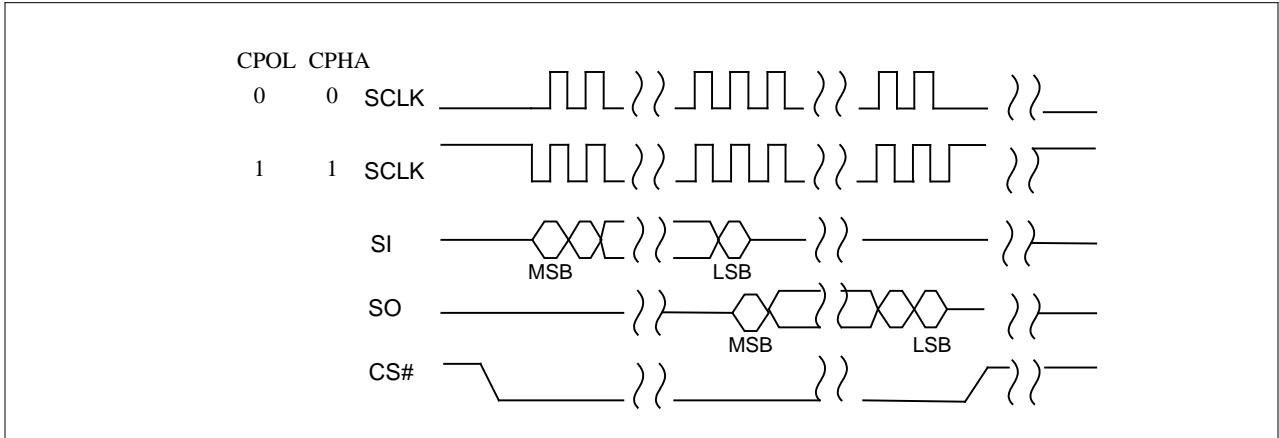 CPOL CPHA
0 0 SCLK
1 1 SCLK
SI
MSB LSB
SO
MSB LSB
CS#